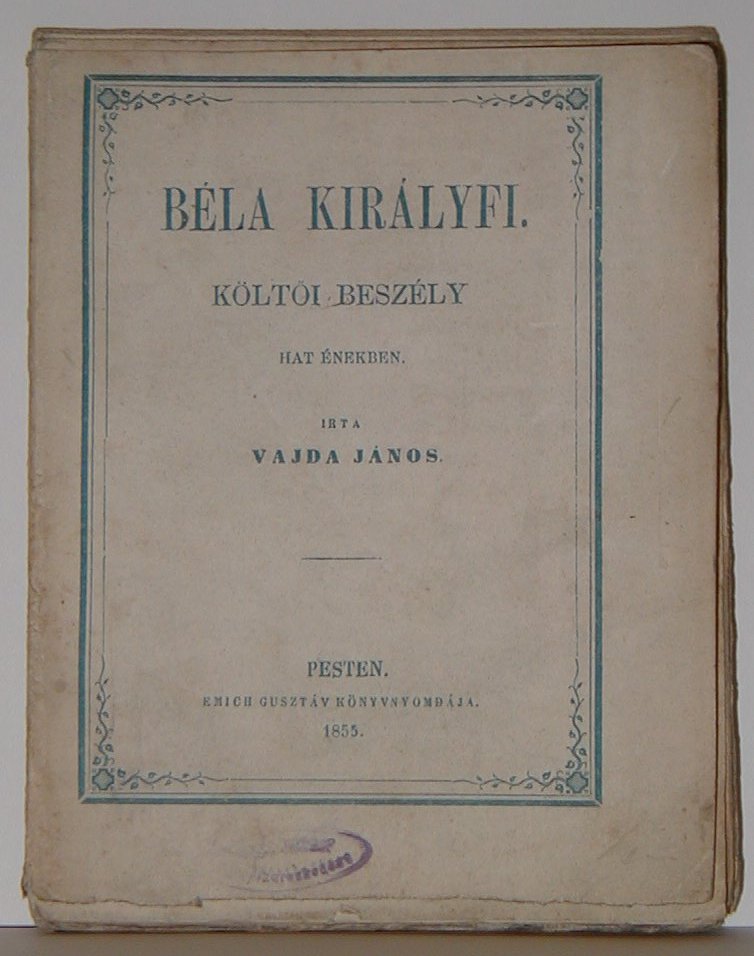 BÉLA KIRÁLYFI.
KÖLTŐI BESZÉLY
HAT ÉNEKBEN.
IRTA
VAJDA JÁNOS.
PESTEN.
EMICH GUSZTÁV KÖNYVNYOMDÁJA.
1855.